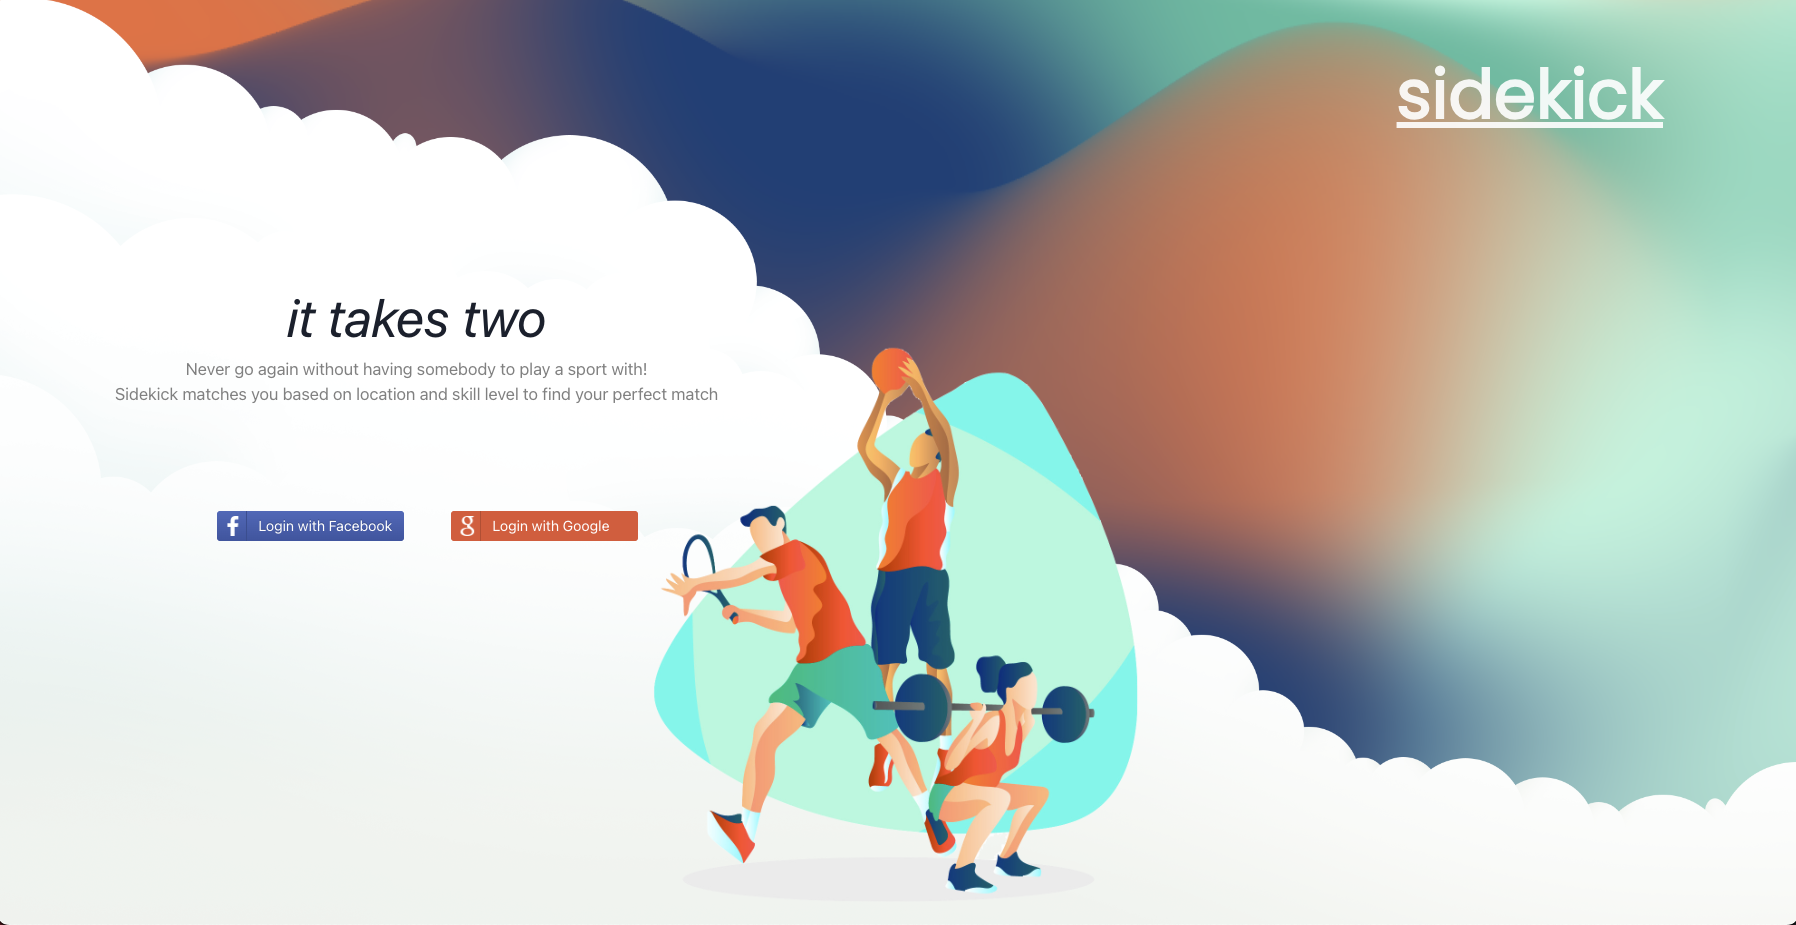 sidekick
it takes two
Never go again without having somebody to play a sport with!
Sidekick matches you based on location and skill level to find your perfect match
f Login with Facebook
g Login with Google